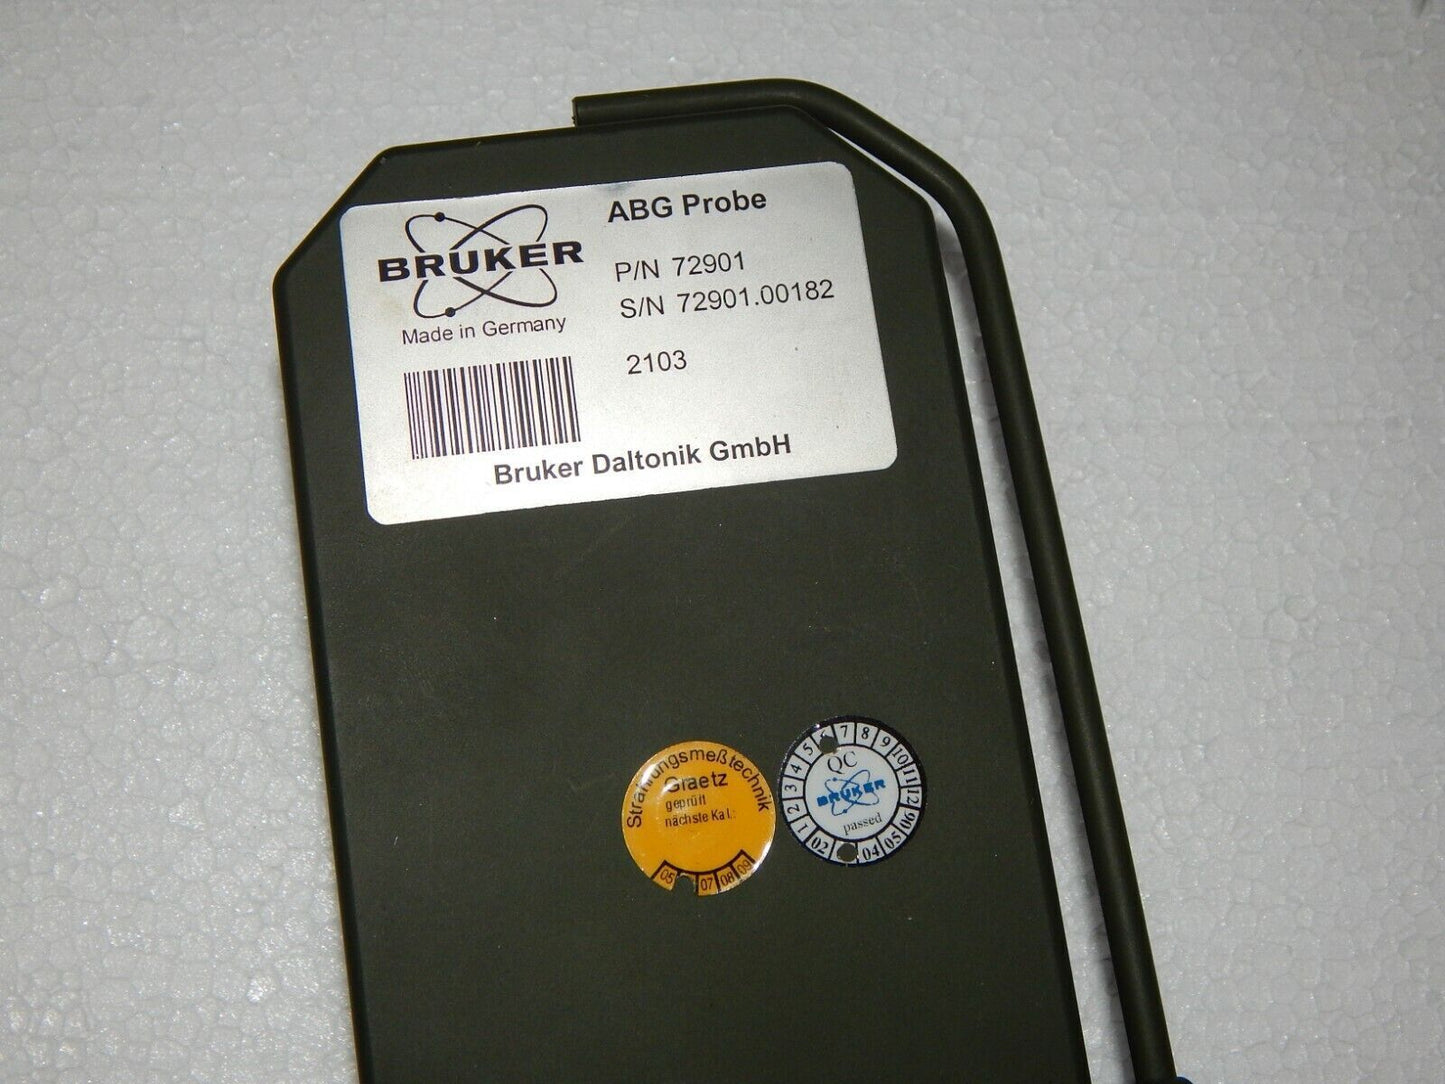 BRUKER
Made in Germany
ABG Probe
P/N 72901
S/N 72901.00182
2103
Bruker Daltonik GmbH
Strahlungsmeßtechnik
Graetz
geprüft
nächste Kal.:
05 07 08 09
1 2 3 4 5 6 7 8 9 10 11 12
QC
BRUKER
passed
02 04 05 06